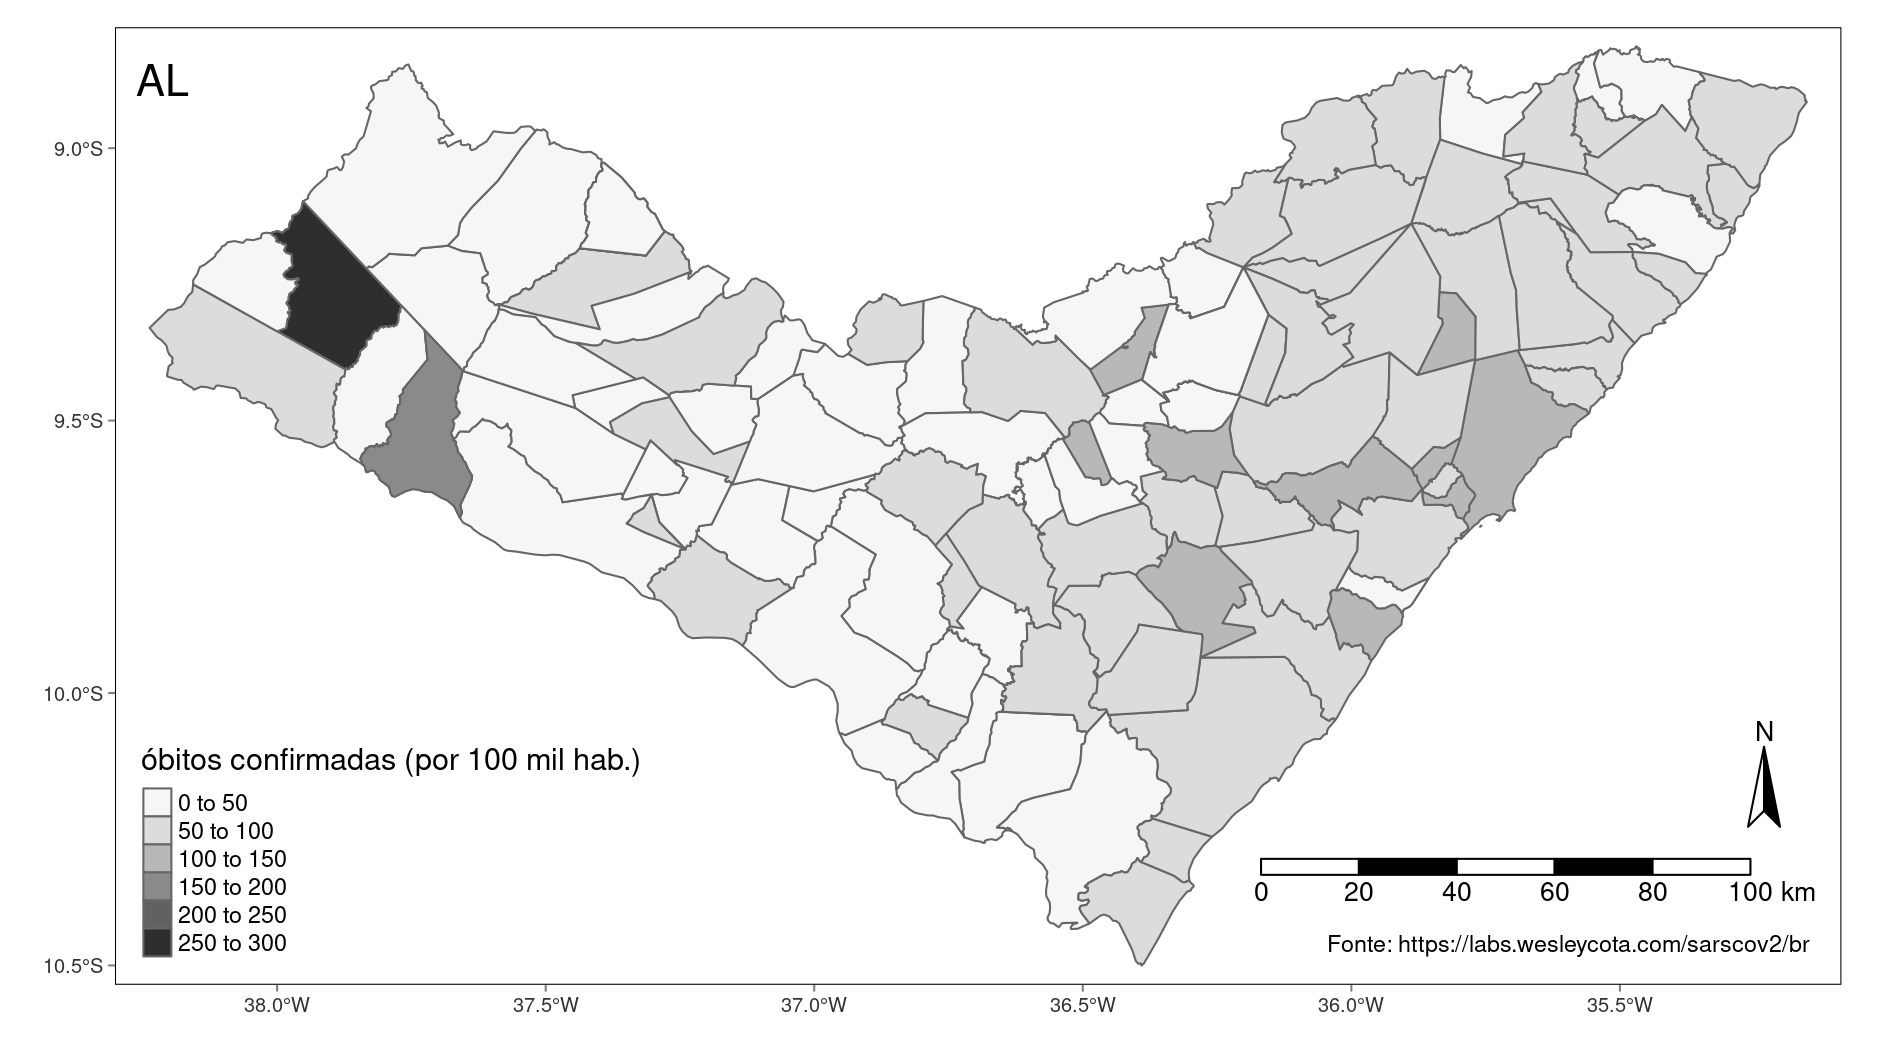 AL
9.0°S
9.5°S
10.0°S
10.5°S
óbitos confirmadas (por 100 mil hab.)
0 to 50
50 to 100
100 to 150
150 to 200
200 to 250
250 to 300
N
0 20 40 60 80 100 km
Fonte: https://labs.wesleycota.com/sarscov2/br
38.0°W 37.5°W 37.0°W 36.5°W 36.0°W 35.5°W